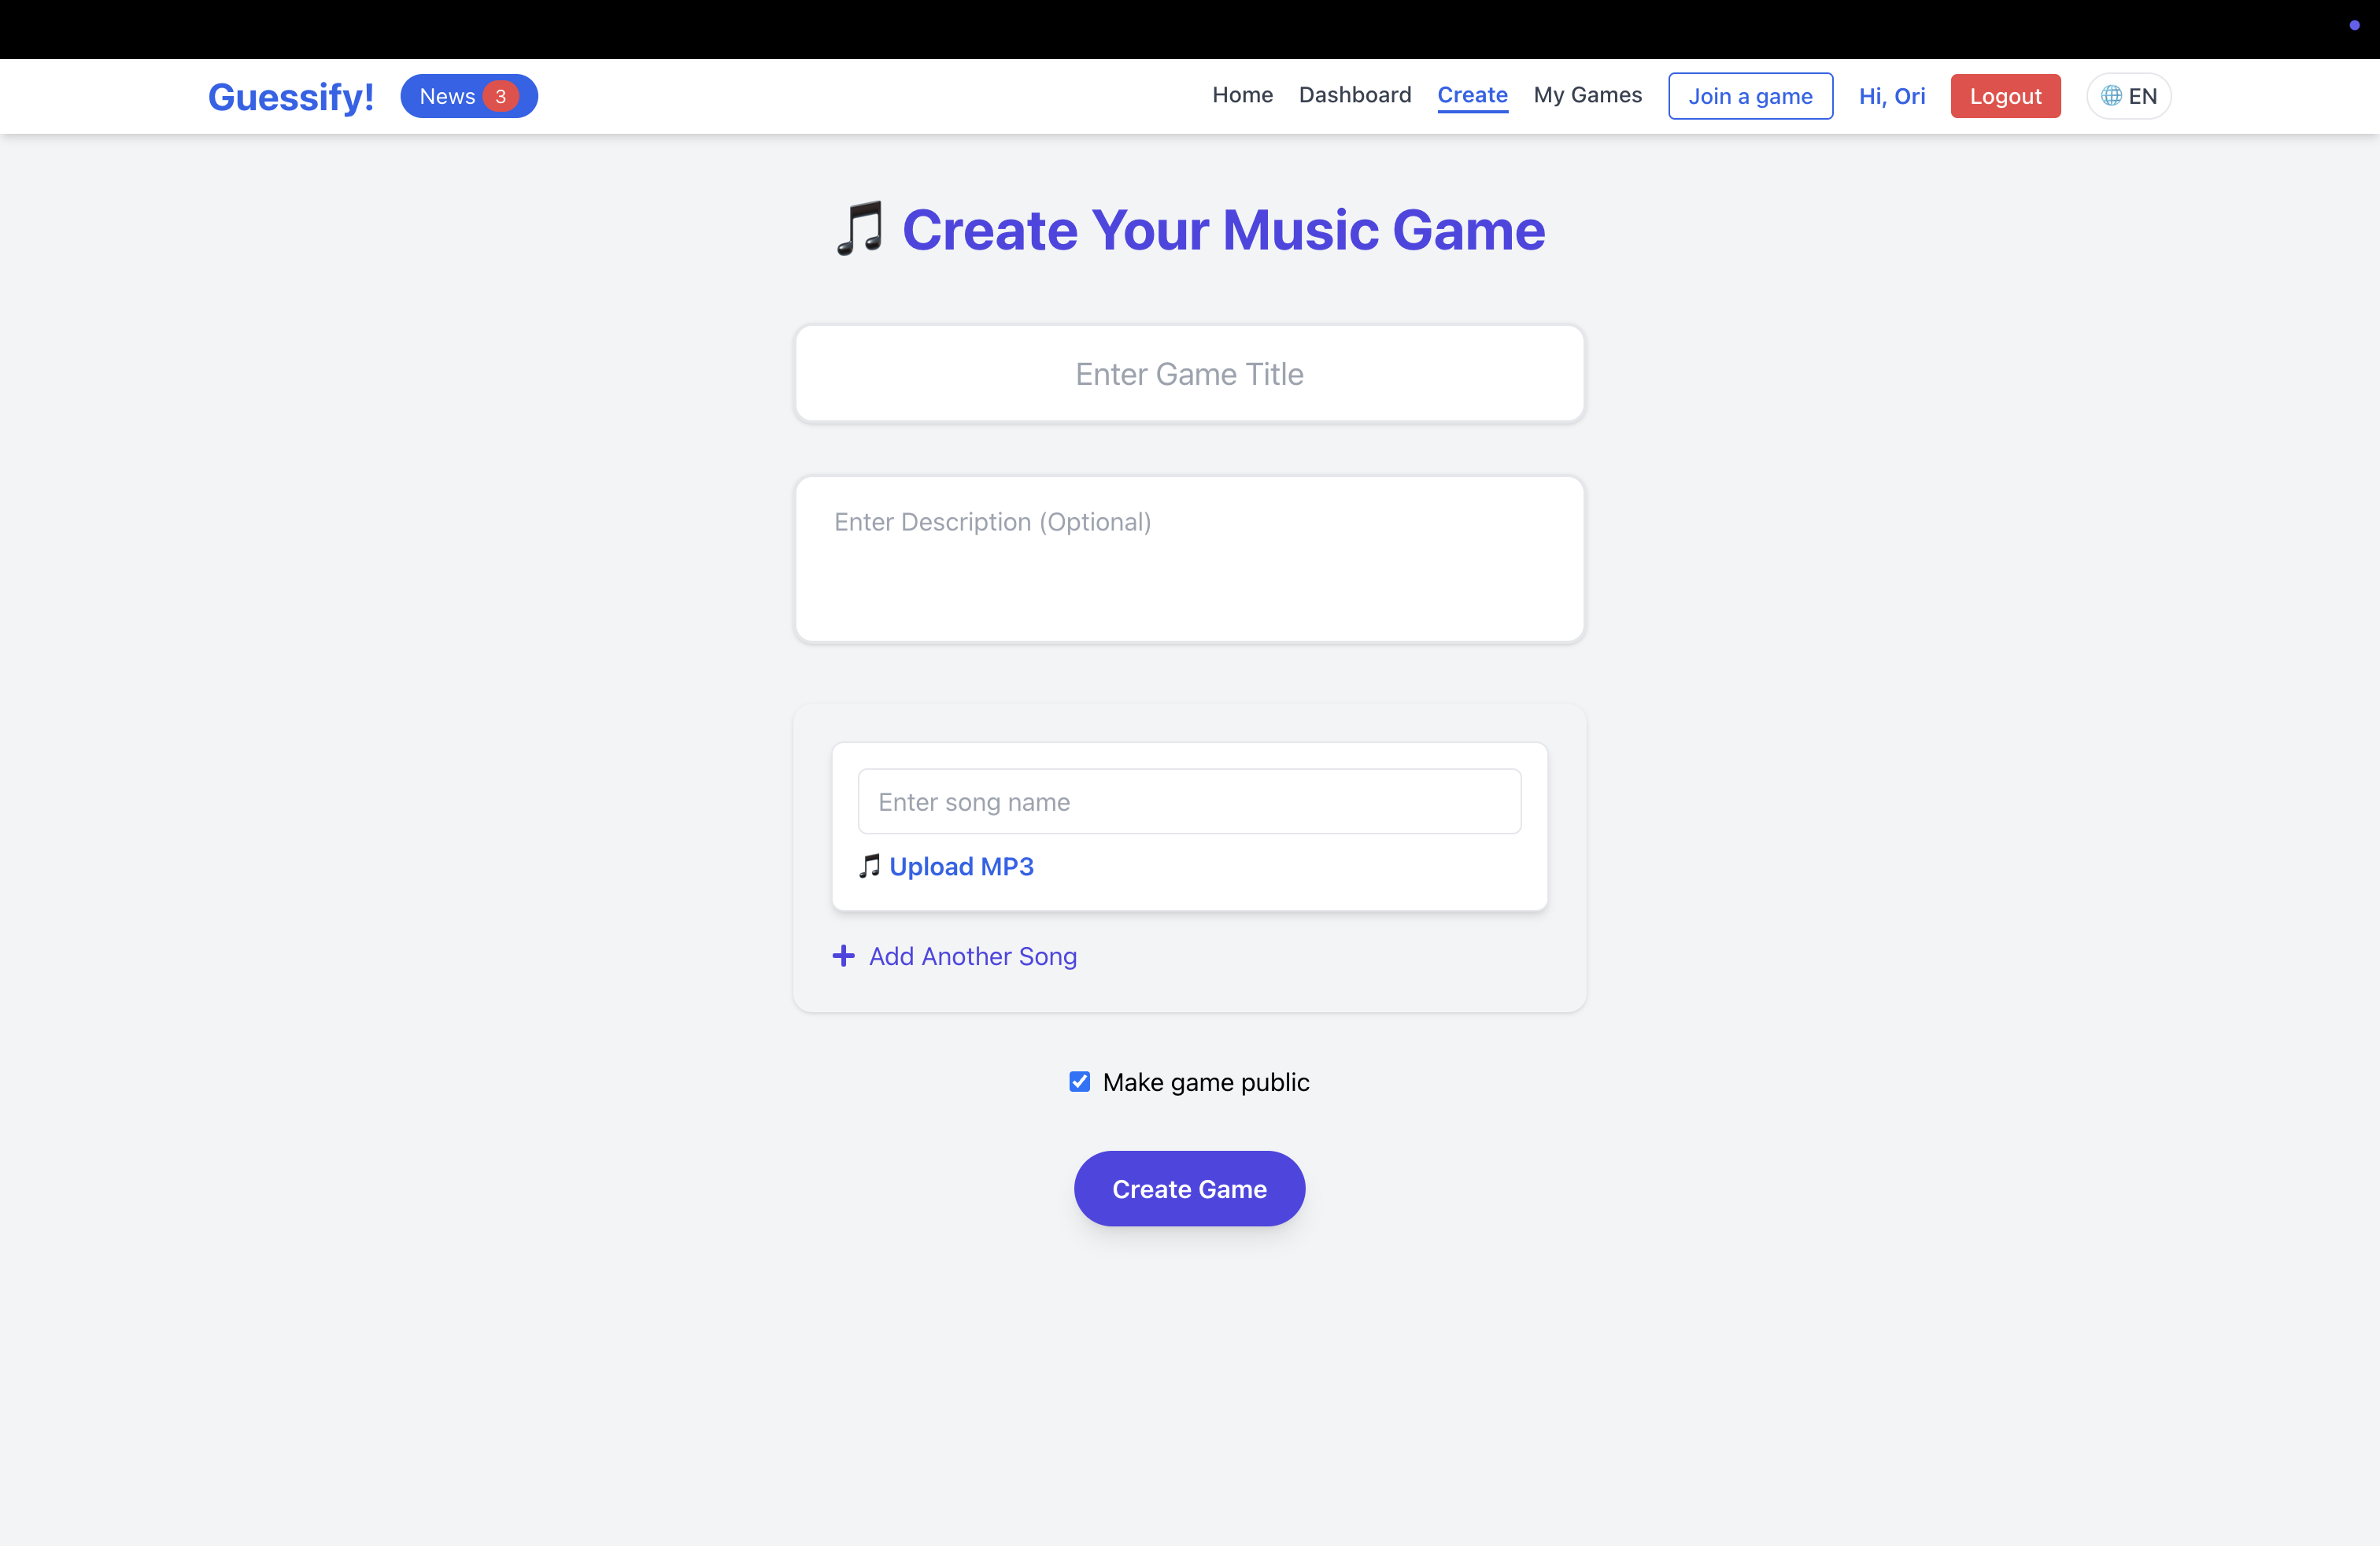 Guessify! News 3 Home Dashboard Create My Games Join a game Hi, Ori Logout EN
Create Your Music Game
Enter Game Title
Enter Description (Optional)
Enter song name
Upload MP3
Add Another Song
Make game public
Create Game